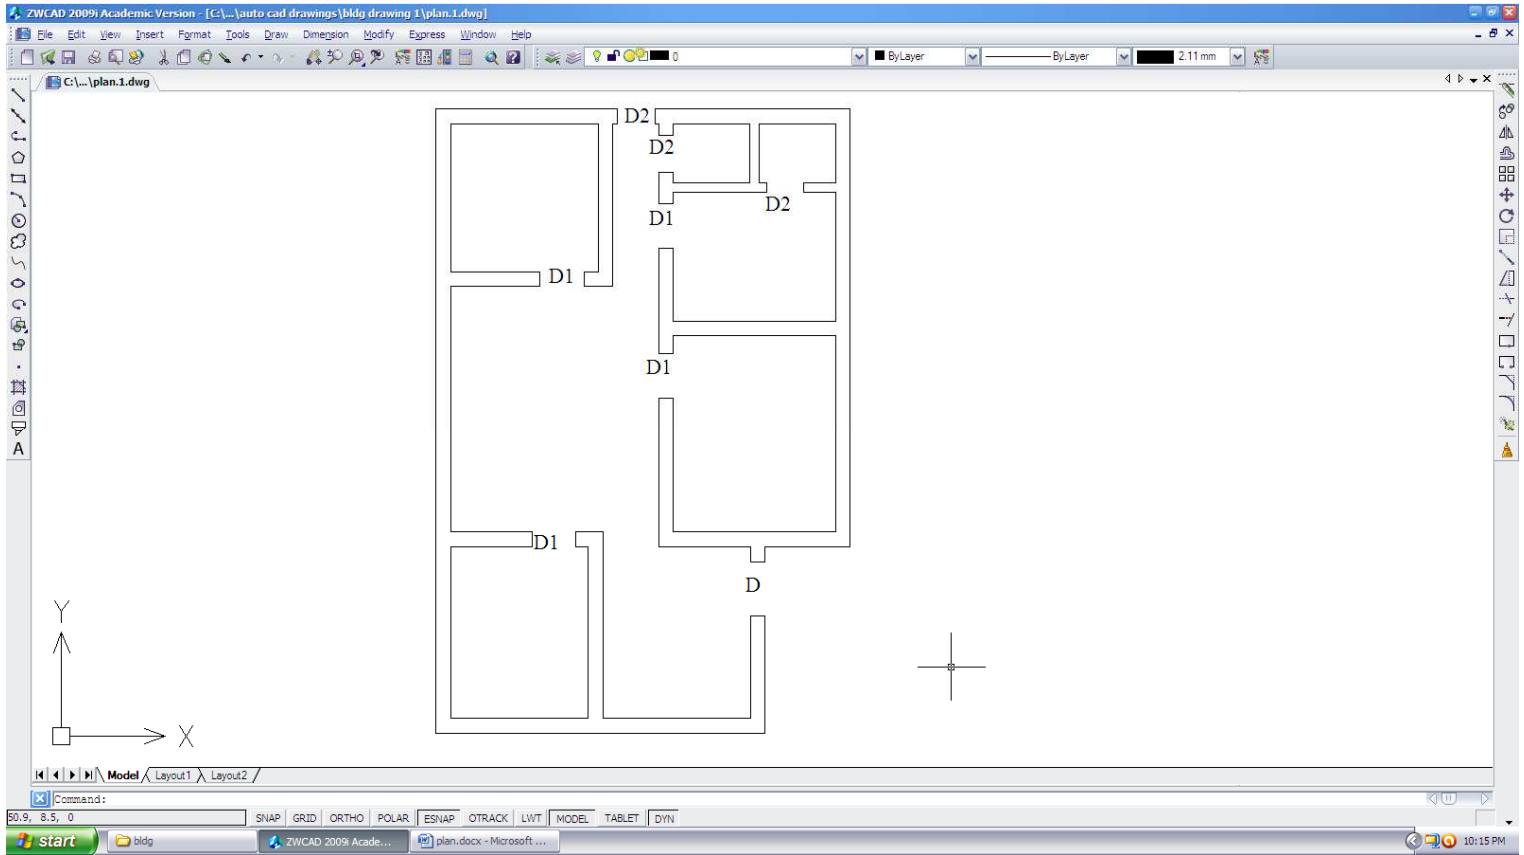 ZWCAD 2009i Academic Version - [C:\...\auto cad drawings\bldg drawing 1\plan.1.dwg]
File Edit View Insert Format Tools Draw Dimension Modify Express Window Help
0 ByLayer ByLayer 2.11 mm
C:\...\plan.1.dwg
D2
D2
D2
D1
D1
D1
D1
D
Y
X
A
Model Layout1 Layout2
Command:
50.9, 8.5, 0 SNAP GRID ORTHO POLAR ESNAP OTRACK LWT MODEL TABLET DYN
start bldg ZWCAD 2009i Acade... plan.docx - Microsoft ... 10:15 PM